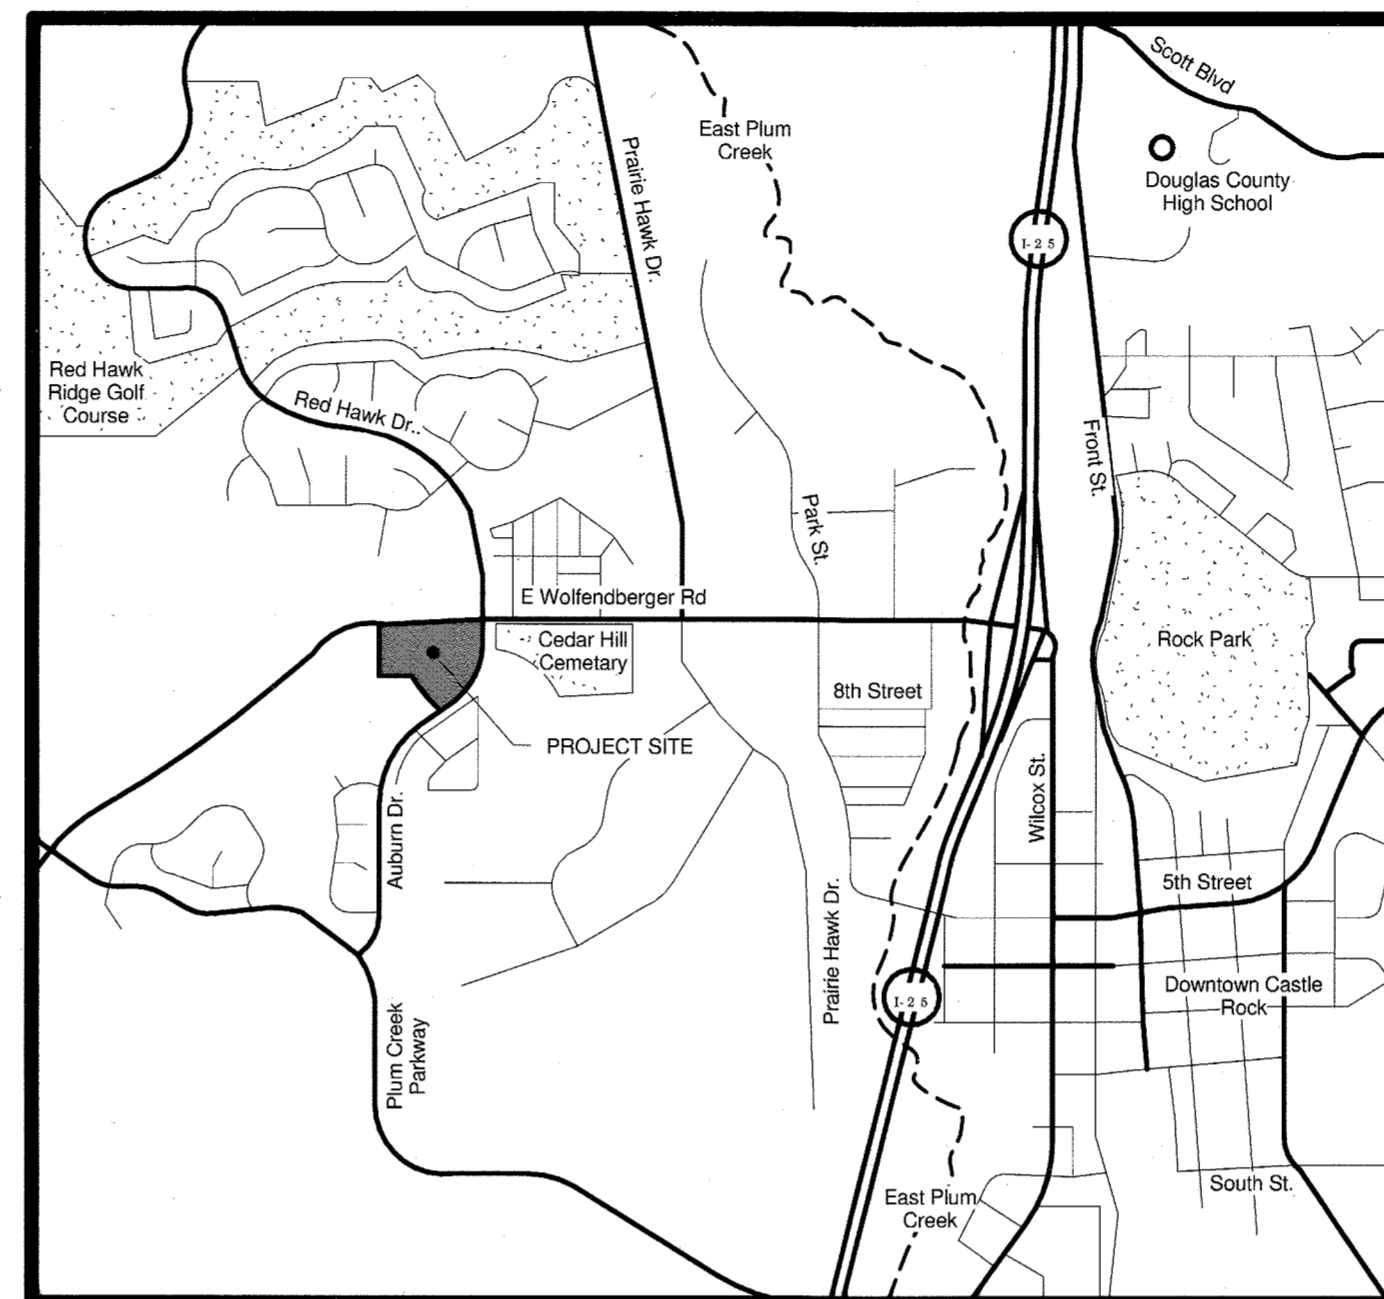 Scott Blvd
East Plum
Creek
Prairie Hawk Dr.
Douglas County
High School
I-25
Red Hawk
Ridge Golf
Course
Red Hawk Dr..
Front St.
Park St.
E Wolfendberger Rd
Cedar Hill
Cemetary
Rock Park
8th Street
PROJECT SITE
Wilcox St.
Auburn Dr.
5th Street
Prairie Hawk Dr.
Downtown Castle
Rock
I-25
Plum Creek
Parkway
East Plum
Creek
South St.